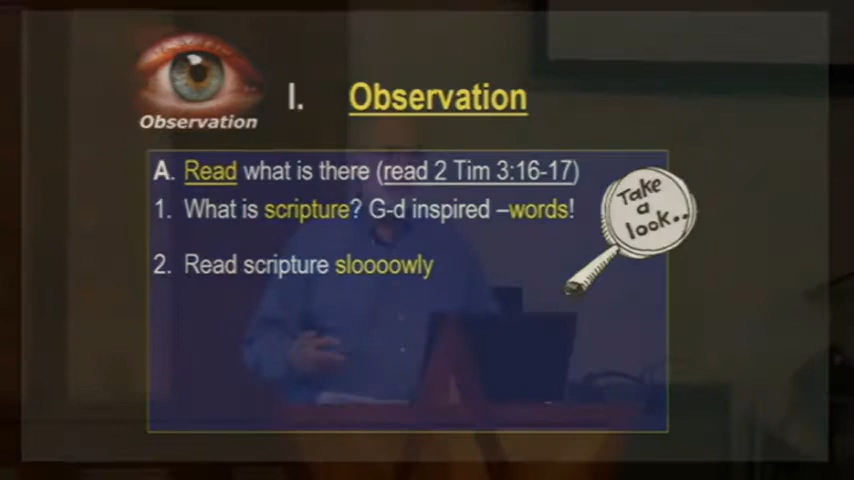 I. Observation
Observation
A. Read what is there (read 2 Tim 3:16-17)
1. What is scripture? G-d inspired –words!
2. Read scripture sloooowly
Take
a
look..